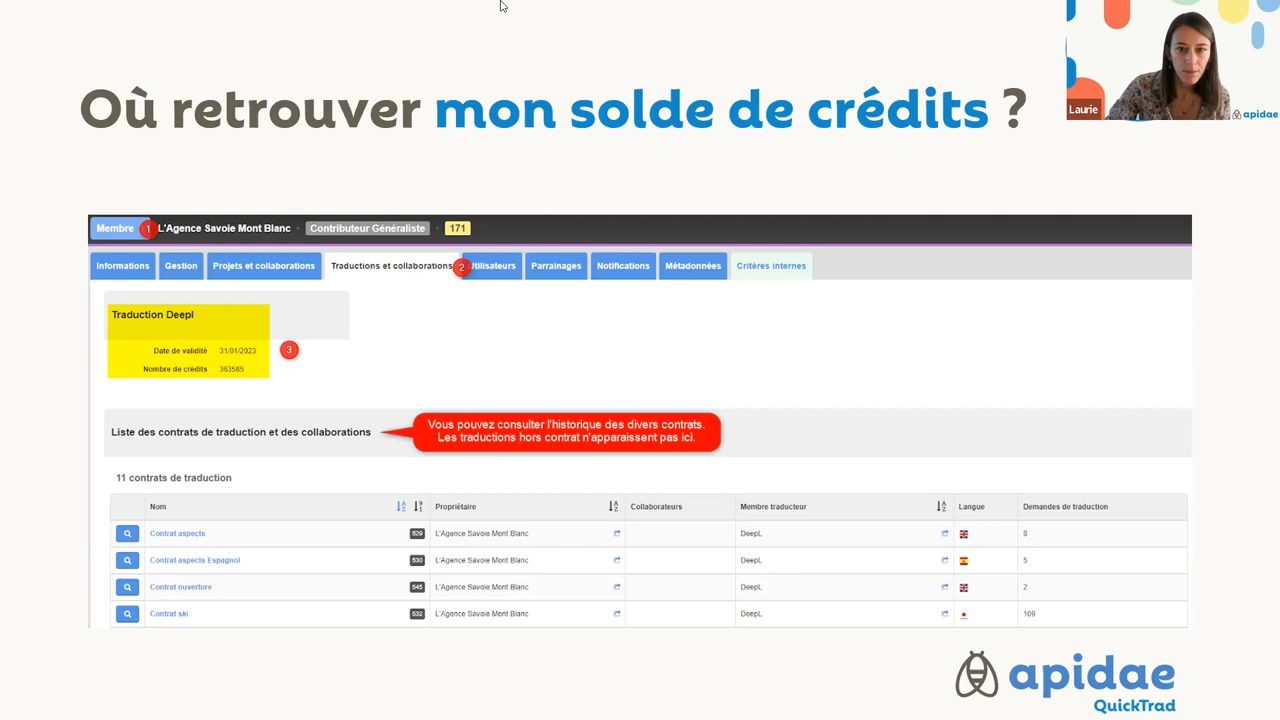 Où retrouver mon solde de crédits ?
Laurie
apidae
Membre 1 L'Agence Savoie Mont Blanc - Contributeur Généraliste - 171
Informations Gestion Projets et collaborations Traductions et collaborations 2 Utilisateurs Parrainages Notifications Métadonnées Critères internes
Traduction Deepl
Date de validité 31/01/2023
3
Nombre de crédits 363585
Liste des contrats de traduction et des collaborations
Vous pouvez consulter l'historique des divers contrats.
Les traductions hors contrat n'apparaissent pas ici.
11 contrats de traduction
Nom Propriétaire Collaborateurs Membre traducteur Langue Demandes de traduction
Contrat aspects 529 L'Agence Savoie Mont Blanc DeepL 8
Contrat aspects Espagnol 530 L'Agence Savoie Mont Blanc DeepL 5
Contrat ouverture 545 L'Agence Savoie Mont Blanc DeepL 2
Contrat ski 532 L'Agence Savoie Mont Blanc DeepL 109
apidae
QuickTrad